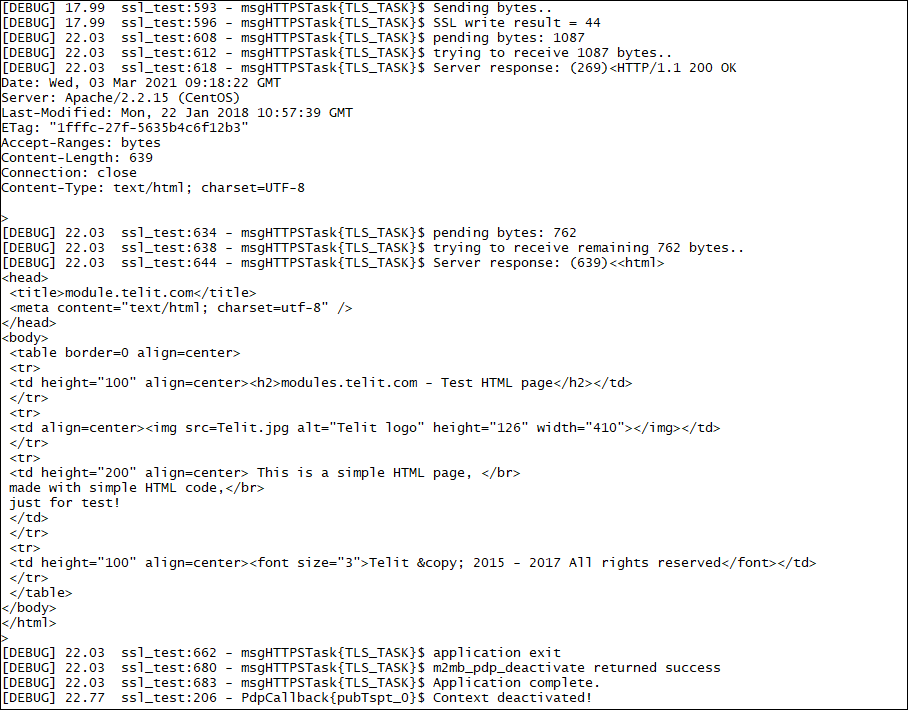 [DEBUG] 17.99  ssl_test:593 - msgHTTPSTask{TLS_TASK}$ Sending bytes..
[DEBUG] 17.99  ssl_test:596 - msgHTTPSTask{TLS_TASK}$ SSL write result = 44
[DEBUG] 22.03  ssl_test:608 - msgHTTPSTask{TLS_TASK}$ pending bytes: 1087
[DEBUG] 22.03  ssl_test:612 - msgHTTPSTask{TLS_TASK}$ trying to receive 1087 bytes..
[DEBUG] 22.03  ssl_test:618 - msgHTTPSTask{TLS_TASK}$ Server response: (269)<HTTP/1.1 200 OK
Date: Wed, 03 Mar 2021 09:18:22 GMT
Server: Apache/2.2.15 (CentOS)
Last-Modified: Mon, 22 Jan 2018 10:57:39 GMT
ETag: "1fffc-27f-5635b4c6f12b3"
Accept-Ranges: bytes
Content-Length: 639
Connection: close
Content-Type: text/html; charset=UTF-8

>
[DEBUG] 22.03  ssl_test:634 - msgHTTPSTask{TLS_TASK}$ pending bytes: 762
[DEBUG] 22.03  ssl_test:638 - msgHTTPSTask{TLS_TASK}$ trying to receive remaining 762 bytes..
[DEBUG] 22.03  ssl_test:644 - msgHTTPSTask{TLS_TASK}$ Server response: (639)<<html>
<head>
 <title>module.telit.com</title>
 <meta content="text/html; charset=utf-8" />
</head>
<body>
 <table border=0 align=center>
 <tr>
 <td height="100" align=center><h2>modules.telit.com - Test HTML page</h2></td>
 </tr>
 <tr>
 <td align=center><img src=Telit.jpg alt="Telit logo" height="126" width="410"></img></td>
 </tr>
 <tr>
 <td height="200" align=center> This is a simple HTML page, </br>
 made with simple HTML code,</br>
 just for test!
 </td>
 </tr>
 <tr>
 <td height="100" align=center><font size="3">Telit &copy; 2015 - 2017 All rights reserved</font></td>
 </tr>
 </table>
</body>
</html>
>
[DEBUG] 22.03  ssl_test:662 - msgHTTPSTask{TLS_TASK}$ application exit
[DEBUG] 22.03  ssl_test:680 - msgHTTPSTask{TLS_TASK}$ m2mb_pdp_deactivate returned success
[DEBUG] 22.03  ssl_test:683 - msgHTTPSTask{TLS_TASK}$ Application complete.
[DEBUG] 22.77  ssl_test:206 - PdpCallback{pubTspt_0}$ Context deactivated!